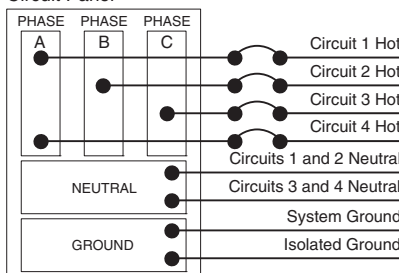 Circuit Panel
PHASE PHASE PHASE
A B C
Circuit 1 Hot
Circuit 2 Hot
Circuit 3 Hot
Circuit 4 Hot
Circuits 1 and 2 Neutral
NEUTRAL
Circuits 3 and 4 Neutral
System Ground
GROUND
Isolated Ground